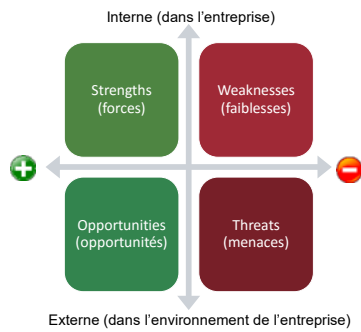 Interne (dans l’entreprise)
Strengths
(forces)
Weaknesses
(faiblesses)
Opportunities
(opportunités)
Threats
(menaces)
Externe (dans l’environnement de l’entreprise)